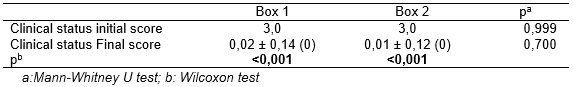 Box 1 Box 2 pa
Clinical status initial score 3,0 3,0 0,999
Clinical status Final score 0,02 ± 0,14 (0) 0,01 ± 0,12 (0) 0,700
pb <0,001 <0,001
a:Mann-Whitney U test; b: Wilcoxon test